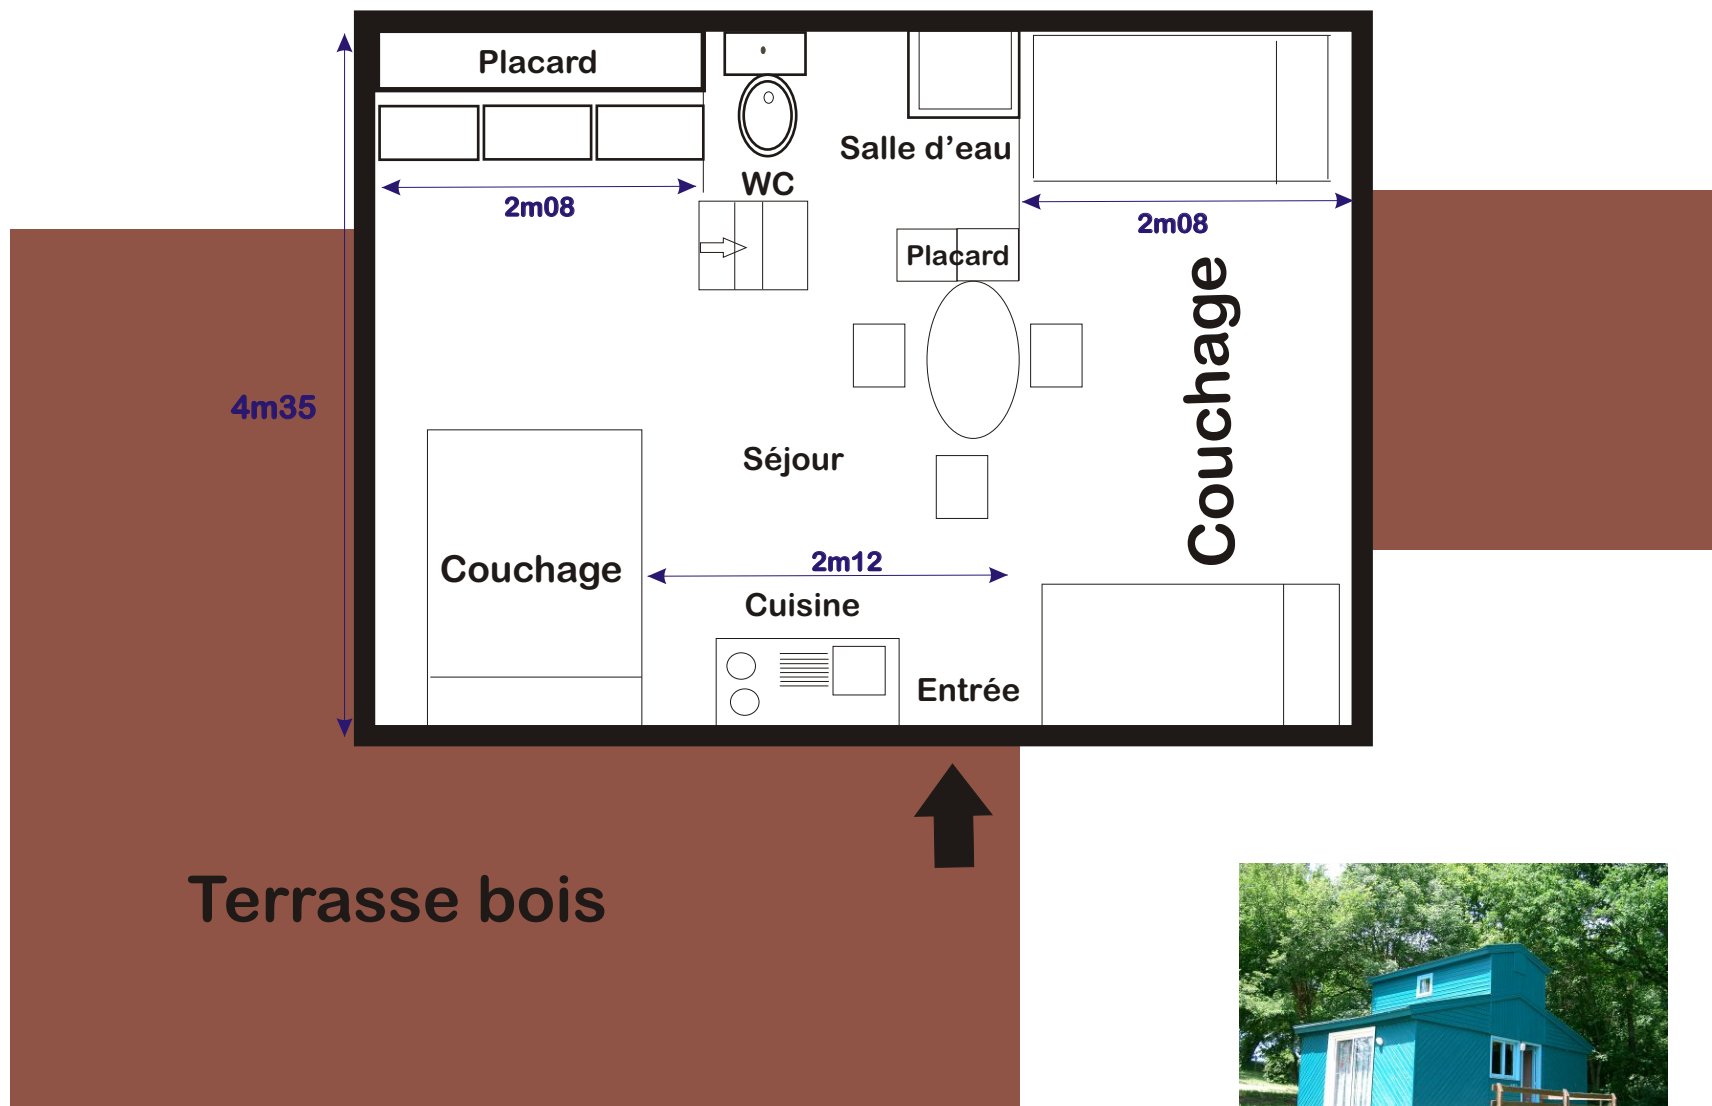 Placard
Salle d’eau
WC
2m08
2m08
Placard
Couchage
4m35
Séjour
2m12
Couchage
Cuisine
Entrée
Terrasse bois